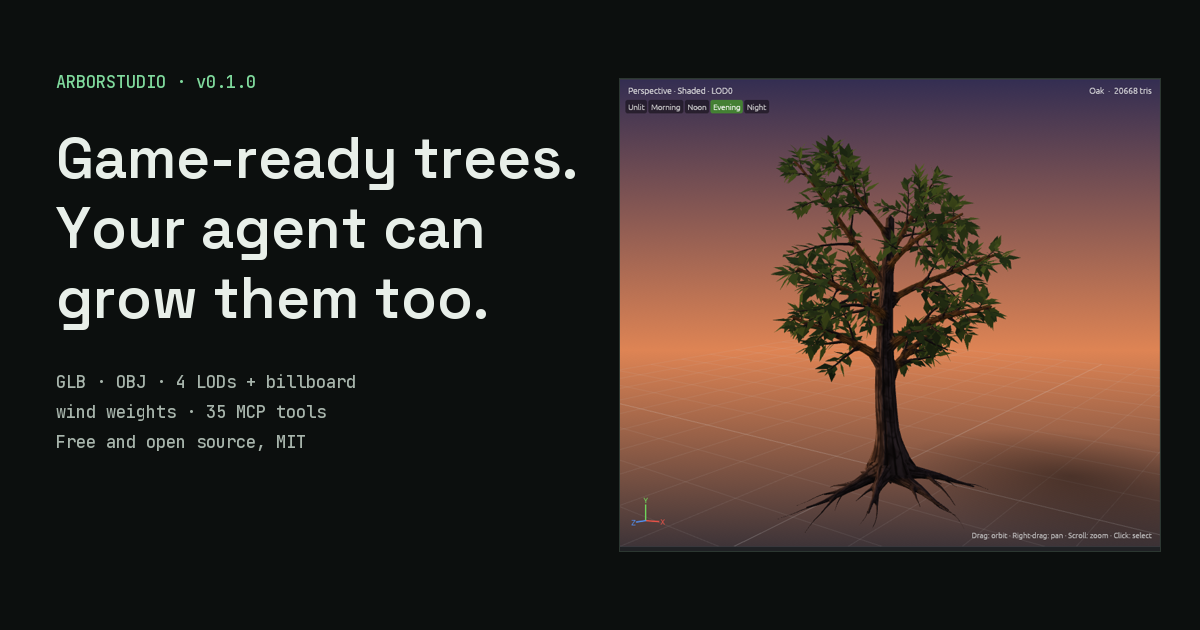 ARBORSTUDIO · v0.1.0
Game-ready trees.
Your agent can
grow them too.
GLB · OBJ · 4 LODs + billboard
wind weights · 35 MCP tools
Free and open source, MIT
Perspective · Shaded · LOD0
Oak · 20668 tris
Unlit Morning Noon Evening Night
Y
Z X
Drag: orbit · Right-drag: pan · Scroll: zoom · Click: select